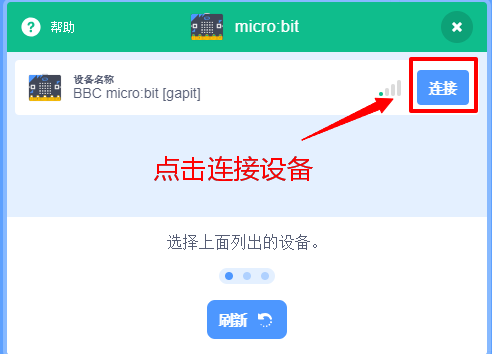 帮助
micro:bit
设备名称
BBC micro:bit [gapit]
连接
点击连接设备
选择上面列出的设备。
刷新